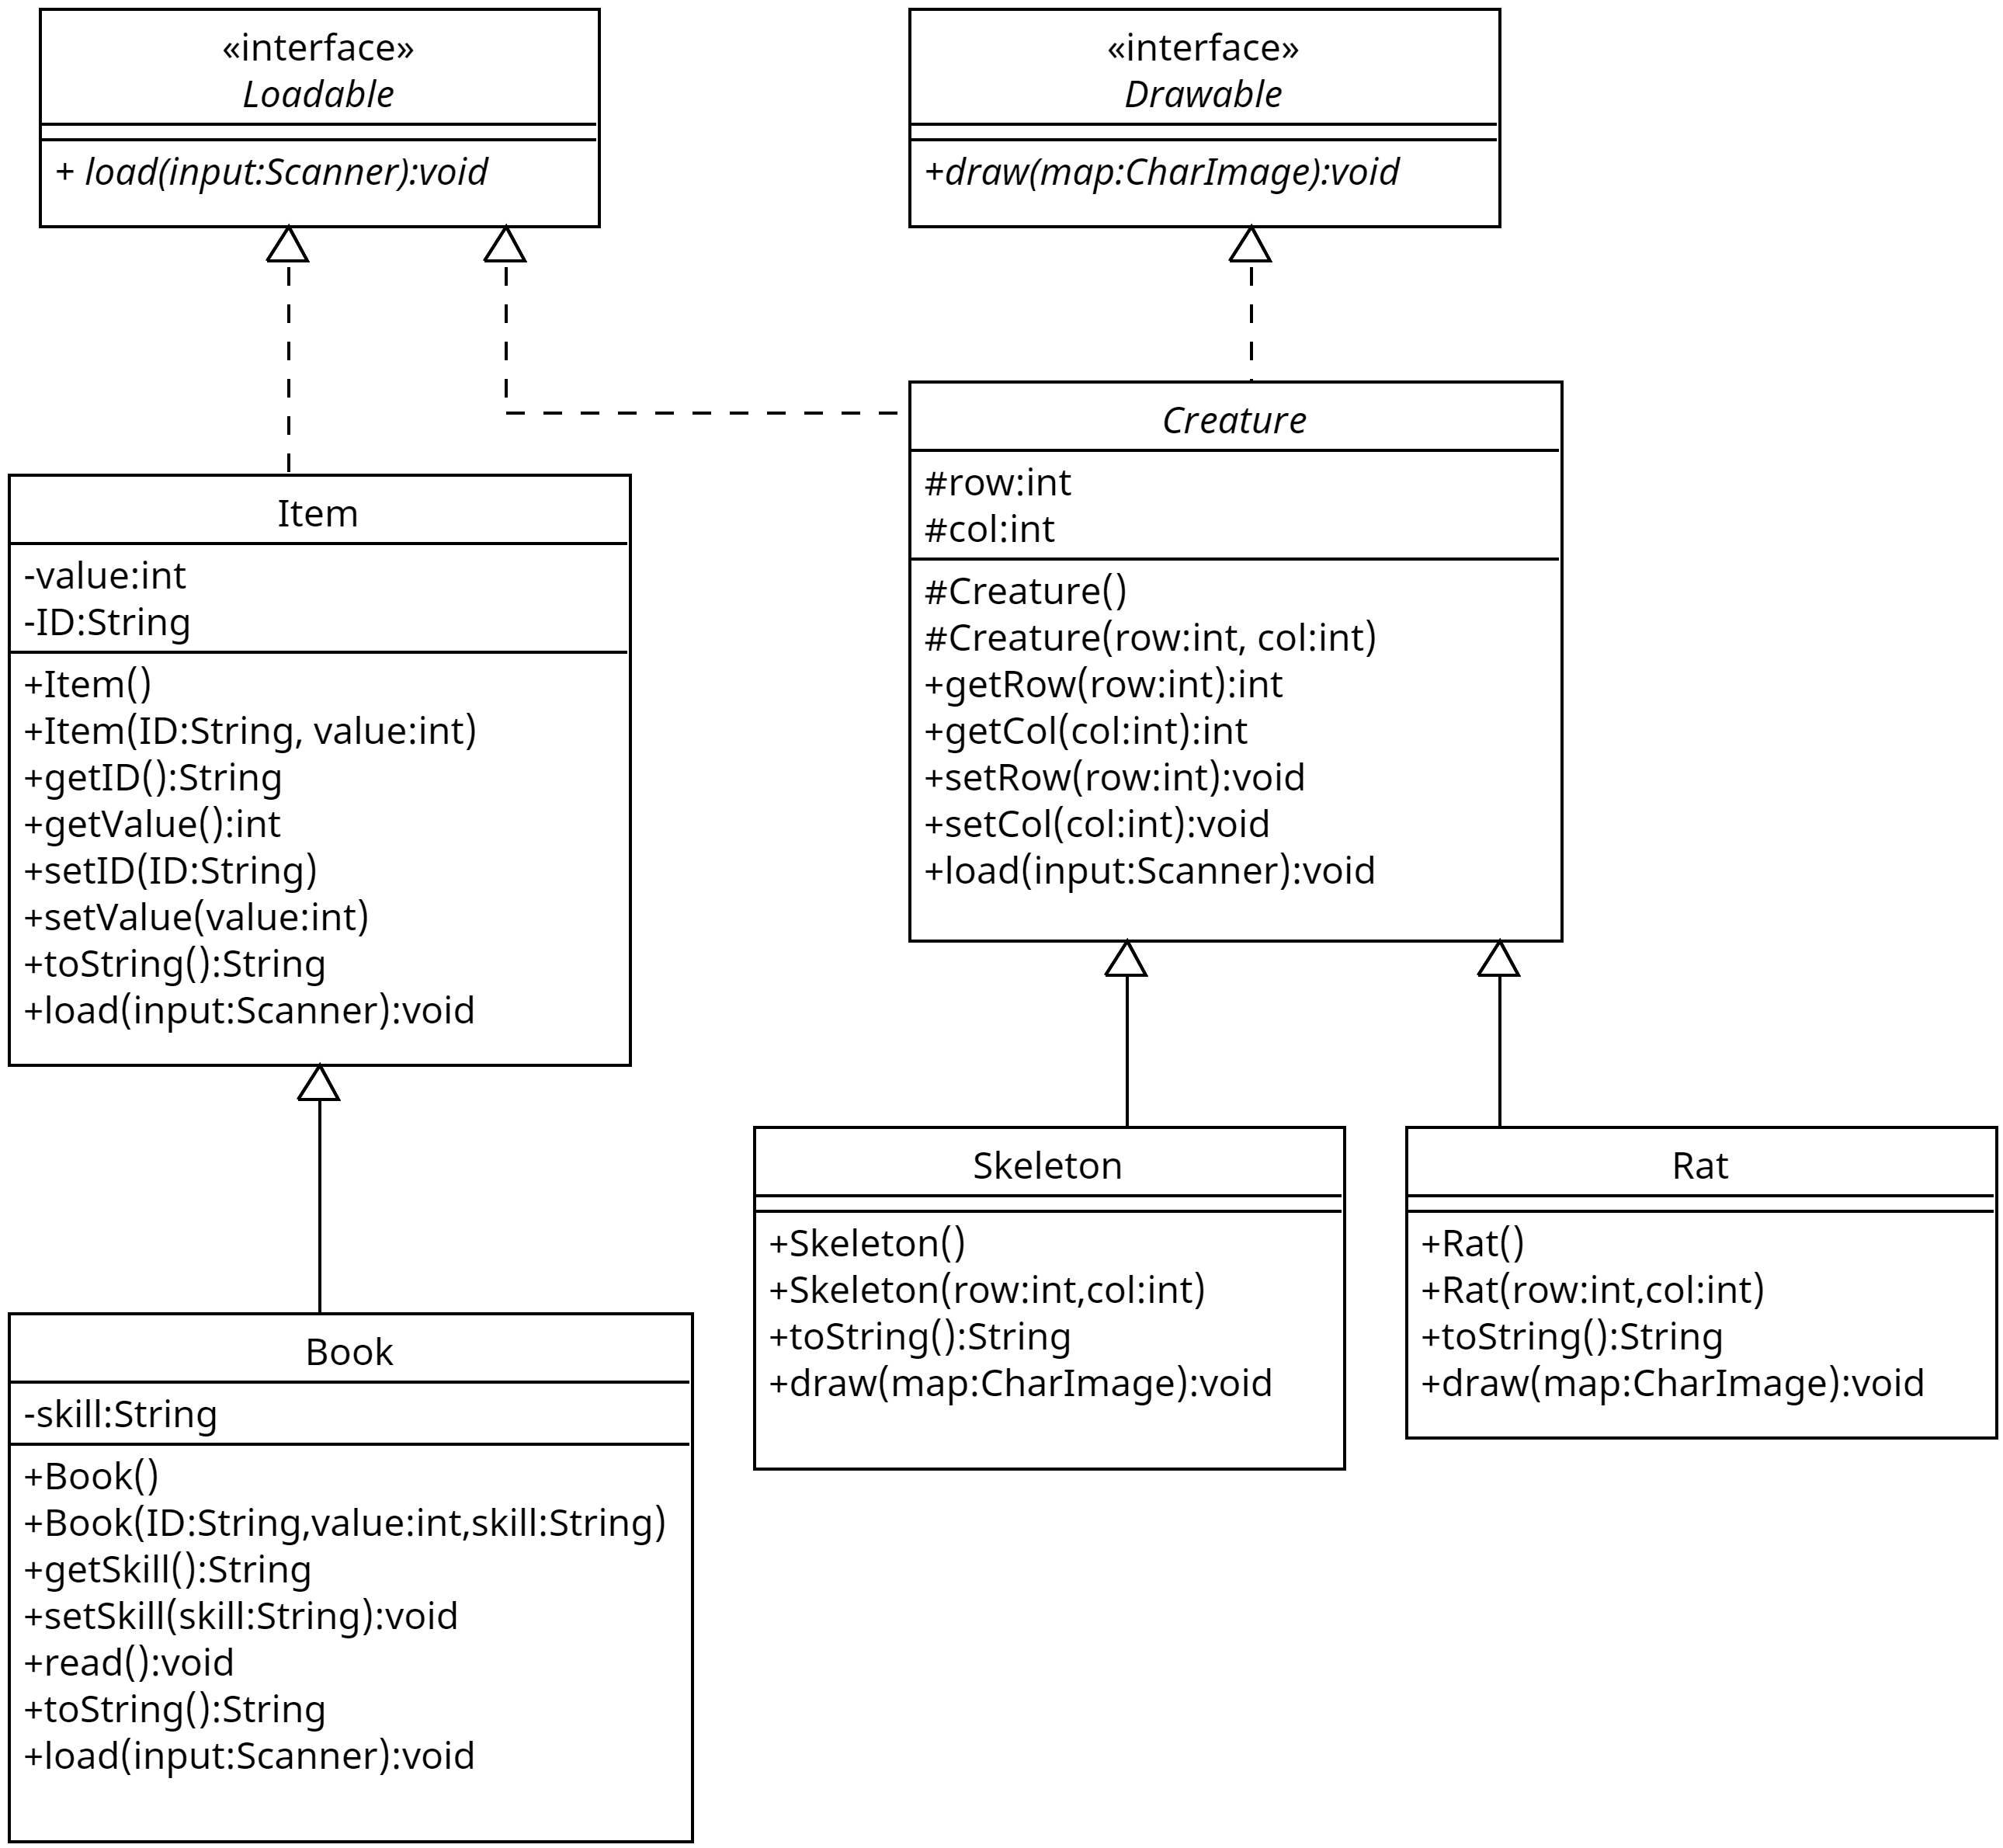 «interface»
Loadable
+ load(input:Scanner):void
«interface»
Drawable
+draw(map:CharImage):void
Item
-value:int
-ID:String
+Item()
+Item(ID:String, value:int)
+getID():String
+getValue():int
+setID(ID:String)
+setValue(value:int)
+toString():String
+load(input:Scanner):void
Creature
#row:int
#col:int
#Creature()
#Creature(row:int, col:int)
+getRow(row:int):int
+getCol(col:int):int
+setRow(row:int):void
+setCol(col:int):void
+load(input:Scanner):void
Book
-skill:String
+Book()
+Book(ID:String,value:int,skill:String)
+getSkill():String
+setSkill(skill:String):void
+read():void
+toString():String
+load(input:Scanner):void
Skeleton
+Skeleton()
+Skeleton(row:int,col:int)
+toString():String
+draw(map:CharImage):void
Rat
+Rat()
+Rat(row:int,col:int)
+toString():String
+draw(map:CharImage):void